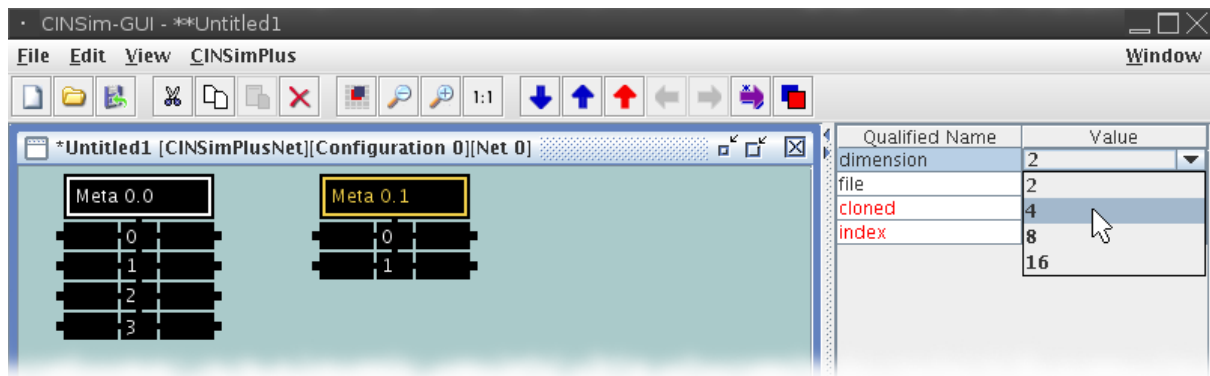 CINSim-GUI - **Untitled1
File Edit View CINSimPlus Window
1:1
*Untitled1 [CINSimPlusNet][Configuration 0][Net 0]
Meta 0.0
0
1
2
3
Meta 0.1
0
1
Qualified Name Value
dimension 2
file 2
cloned 4
index 8
16